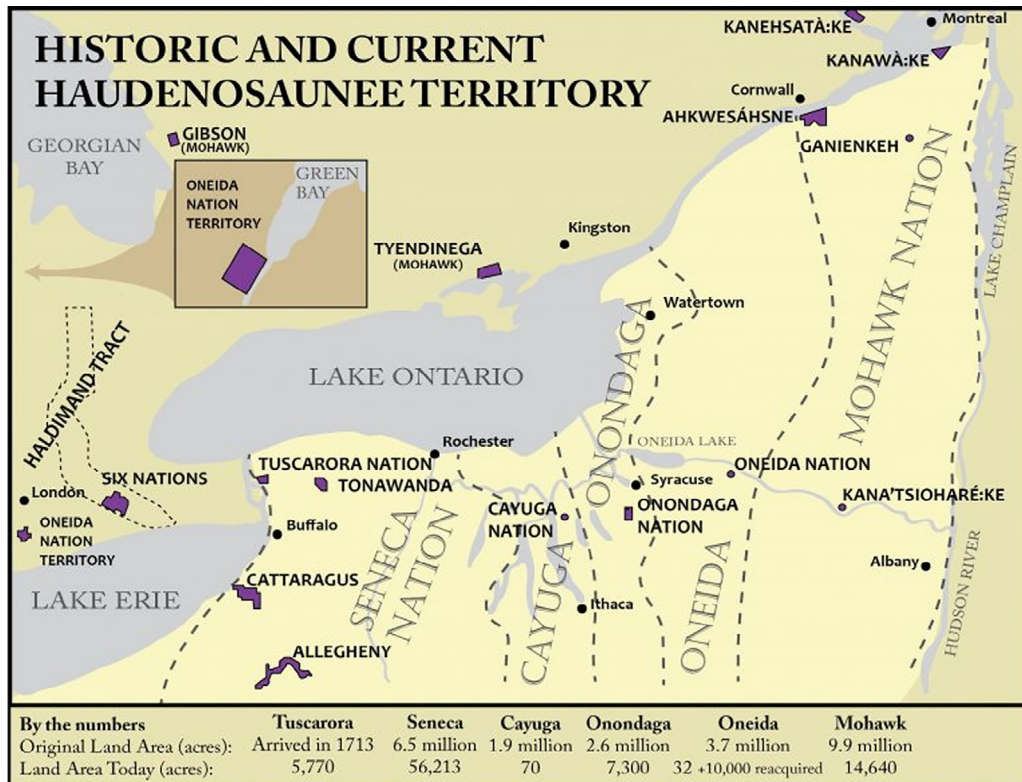 HISTORIC AND CURRENT
HAUDENOSAUNEE TERRITORY
KANEHSATÀ:KE
Montreal
KANAWÀ:KE
Cornwall
AHKWESÁHSNE
GANIENKEH
GEORGIAN
BAY
GIBSON
(MOHAWK)
ONEIDA
NATION
TERRITORY
GREEN
BAY
TYENDINEGA
(MOHAWK)
Kingston
Watertown
MOHAWK NATION
LAKE CHAMPLAIN
HALDIMAND TRACT
LAKE ONTARIO
ONONDAGA
Rochester
ONEIDA LAKE
TUSCARORA NATION
TONAWANDA
SIX NATIONS
London
ONEIDA
NATION
TERRITORY
Buffalo
SENECA
NATION
CAYUGA
NATION
Syracuse
ONONDAGA
NATION
ONEIDA NATION
KANA'TSIOHARÉ:KE
Albany
HUDSON RIVER
LAKE ERIE
CATTARAGUS
ALLEGHENY
CAYUGA
Ithaca
ONEIDA
By the numbers Tuscarora Seneca Cayuga Onondaga Oneida Mohawk
Original Land Area (acres): Arrived in 1713 6.5 million 1.9 million 2.6 million 3.7 million 9.9 million
Land Area Today (acres): 5,770 56,213 70 7,300 32 +10,000 reacquired 14,640